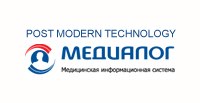 POST MODERN TECHNOLOGY
МЕДИАЛОГ
Медицинская информационная система